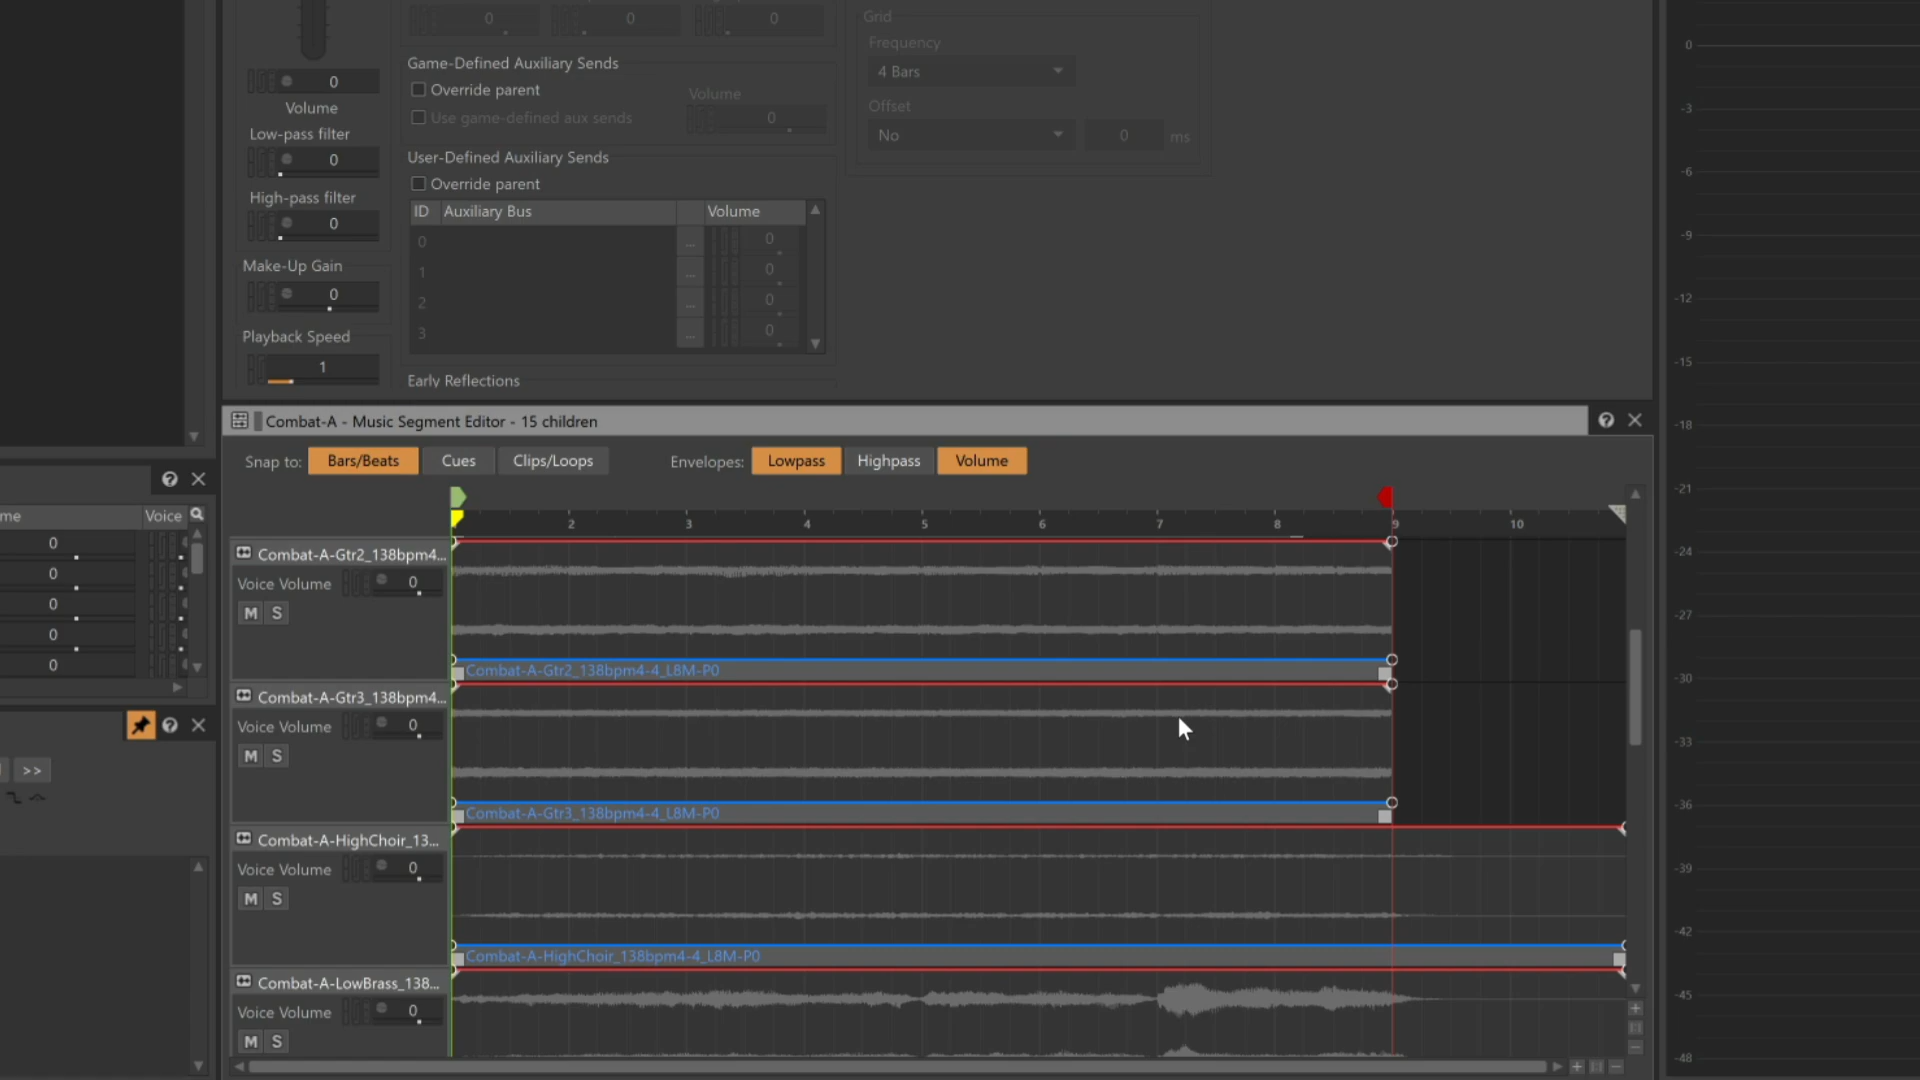 0 0 0
Grid
Frequency
4 Bars
Offset
No 0 ms
0
Volume
Low-pass filter
0
High-pass filter
0
Make-Up Gain
0
Playback Speed
1
Game-Defined Auxiliary Sends
Override parent
Volume
Use game-defined aux sends 0
User-Defined Auxiliary Sends
Override parent
ID Auxiliary Bus Volume
0 ... 0
1 ... 0
2 ... 0
3 ... 0
Early Reflections
Combat-A - Music Segment Editor - 15 children
Snap to: Bars/Beats Cues Clips/Loops Envelopes: Lowpass Highpass Volume
2 3 4 5 6 7 8 9 10
Combat-A-Gtr2_138bpm4...
Voice Volume 0
M S
Combat-A-Gtr2_138bpm4-4_L8M-P0
Combat-A-Gtr3_138bpm4...
Voice Volume 0
M S
Combat-A-Gtr3_138bpm4-4_L8M-P0
Combat-A-HighChoir_13...
Voice Volume 0
M S
Combat-A-HighChoir_138bpm4-4_L8M-P0
Combat-A-LowBrass_138...
Voice Volume 0
M S
me Voice
0
0
0
0
0
>>
0
-3
-6
-9
-12
-15
-18
-21
-24
-27
-30
-33
-36
-39
-42
-45
-48